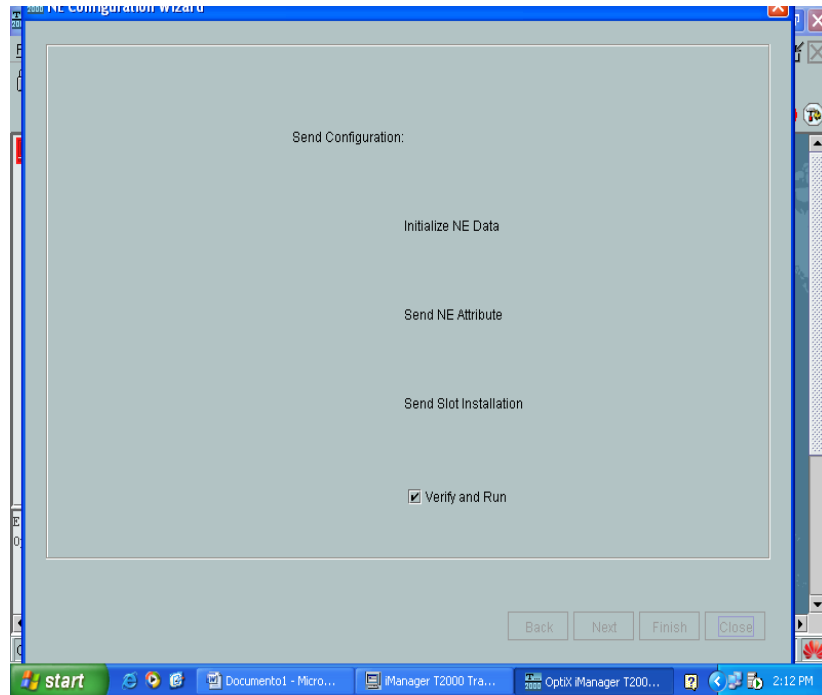 NE Configuration Wizard
Send Configuration:
Initialize NE Data
Send NE Attribute
Send Slot Installation
Verify and Run
Back
Next
Finish
Close
start
Documento1 - Micro...
iManager T2000 Tra...
OptiX iManager T200...
2:12 PM